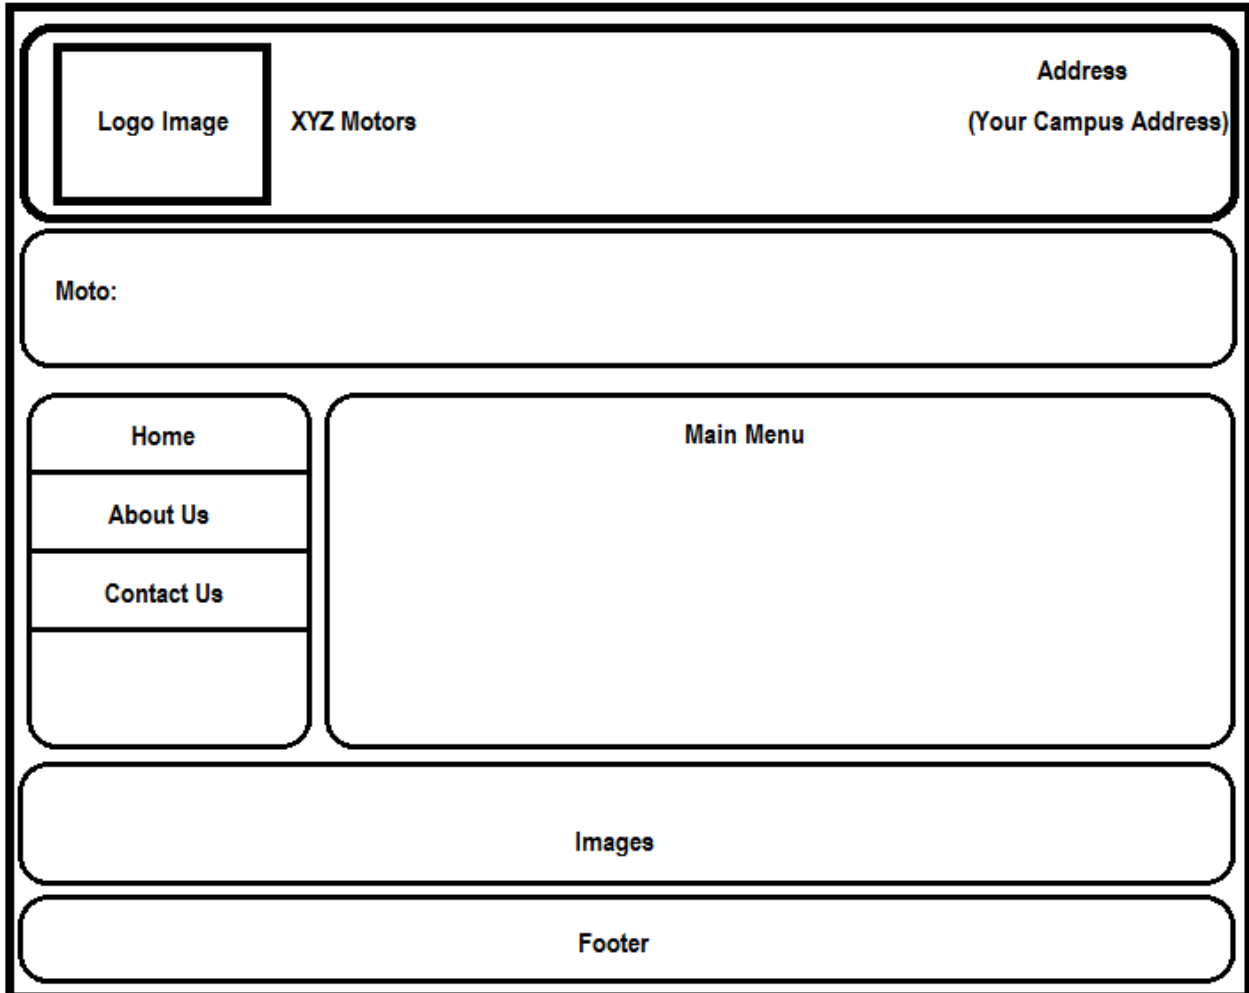 Logo Image
XYZ Motors
Address
(Your Campus Address)
Moto:
Home
About Us
Contact Us
Main Menu
Images
Footer